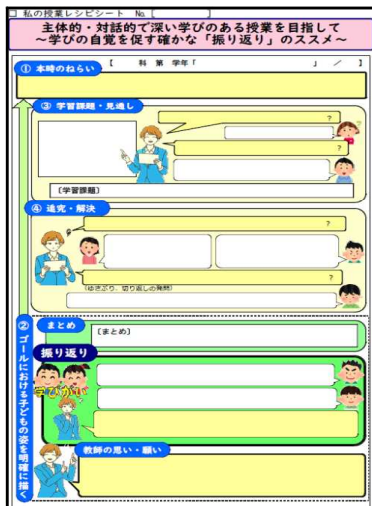 □ 私の授業レシピシート No.[ ]
主体的・対話的で深い学びのある授業を目指して
～学びの自覚を促す確かな「振り返り」のススメ～
① 本時のねらい
【 科 第 学年「 」 / 】
③ 学習課題・見通し
?
?
〔学習課題〕
④ 追究・解決
?
?
(ゆさぶり、切り返しの発問)
② ゴールにおける子どもの姿を明確に描く
まとめ
〔まとめ〕
振り返り
学びがい
教師の思い・願い